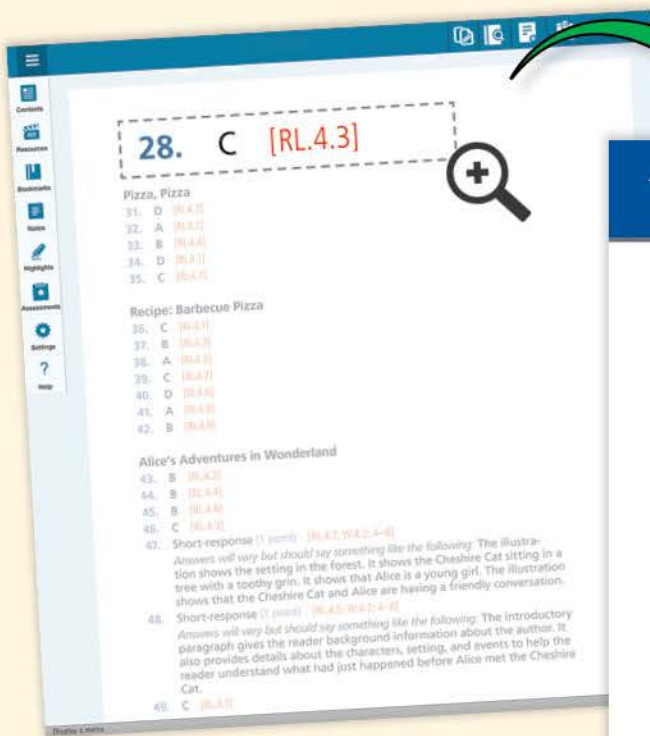 Contents
Resources
Bookmarks
Notes
Highlights
Assessments
Settings
?
Help
28. C [RL.4.3]
Pizza, Pizza
31. D
32. A
33. B
34. D
35. C
Recipe: Barbecue Pizza
36. C
37. B
38. A
39. C
40. D
41. A
42. B
Alice's Adventures in Wonderland
43. B
44. B
45. B
46. C
47. Short-response (1 point)
Answers will vary but should say something like the following: The illustra-
tion shows the setting in the forest. It shows the Cheshire Cat sitting in a
tree with a toothy grin. It shows that Alice is a young girl. The illustration
shows that the Cheshire Cat and Alice are having a friendly conversation.
48. Short-response (1 point)
Answers will vary but should say something like the following: The introductory
paragraph gives the reader background information about the author. It
also provides details about the characters, setting, and events to help the
reader understand what had just happened before Alice met the Cheshire
Cat.
49. C